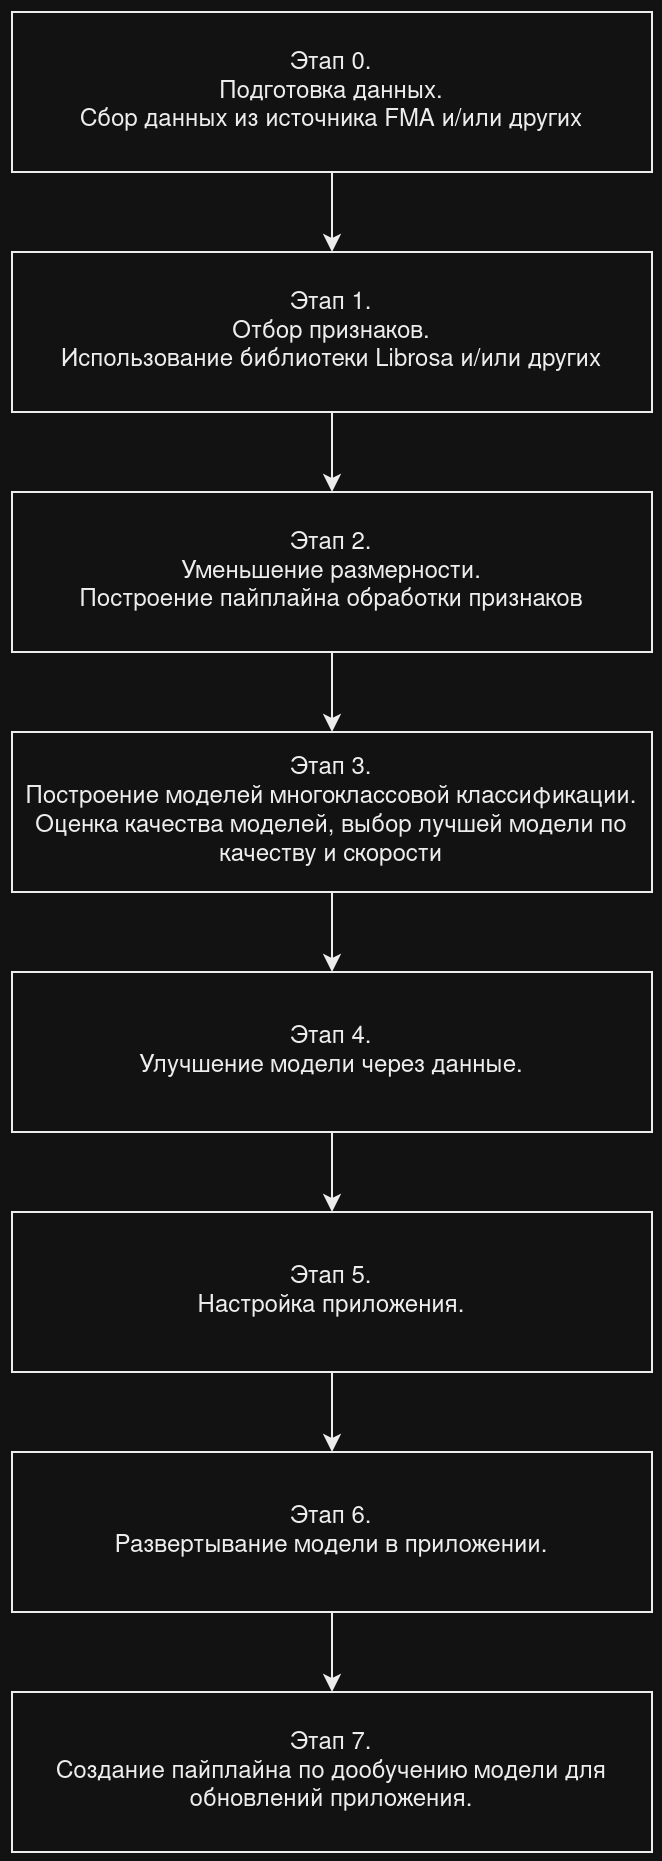 Этап 0.
Подготовка данных.
Сбор данных из источника FMA и/или других
Этап 1.
Отбор признаков.
Использование библиотеки Librosa и/или других
Этап 2.
Уменьшение размерности.
Построение пайплайна обработки признаков
Этап 3.
Построение моделей многоклассовой классификации.
Оценка качества моделей, выбор лучшей модели по
качеству и скорости
Этап 4.
Улучшение модели через данные.
Этап 5.
Настройка приложения.
Этап 6.
Развертывание модели в приложении.
Этап 7.
Создание пайплайна по дообучению модели для
обновлений приложения.